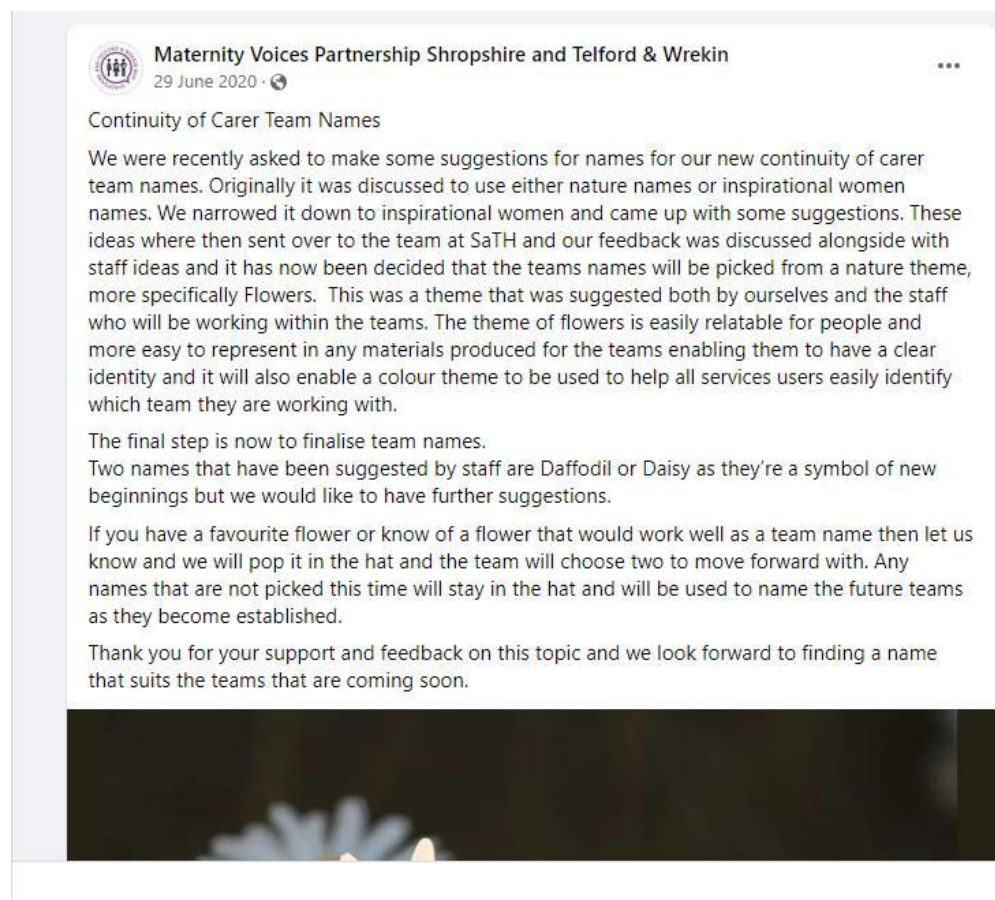 Maternity Voices Partnership Shropshire and Telford & Wrekin
29 June 2020 ·
Continuity of Carer Team Names
We were recently asked to make some suggestions for names for our new continuity of carer
team names. Originally it was discussed to use either nature names or inspirational women
names. We narrowed it down to inspirational women and came up with some suggestions. These
ideas where then sent over to the team at SaTH and our feedback was discussed alongside with
staff ideas and it has now been decided that the teams names will be picked from a nature theme,
more specifically Flowers.  This was a theme that was suggested both by ourselves and the staff
who will be working within the teams. The theme of flowers is easily relatable for people and
more easy to represent in any materials produced for the teams enabling them to have a clear
identity and it will also enable a colour theme to be used to help all services users easily identify
which team they are working with.
The final step is now to finalise team names.
Two names that have been suggested by staff are Daffodil or Daisy as they're a symbol of new
beginnings but we would like to have further suggestions.
If you have a favourite flower or know of a flower that would work well as a team name then let us
know and we will pop it in the hat and the team will choose two to move forward with. Any
names that are not picked this time will stay in the hat and will be used to name the future teams
as they become established.
Thank you for your support and feedback on this topic and we look forward to finding a name
that suits the teams that are coming soon.